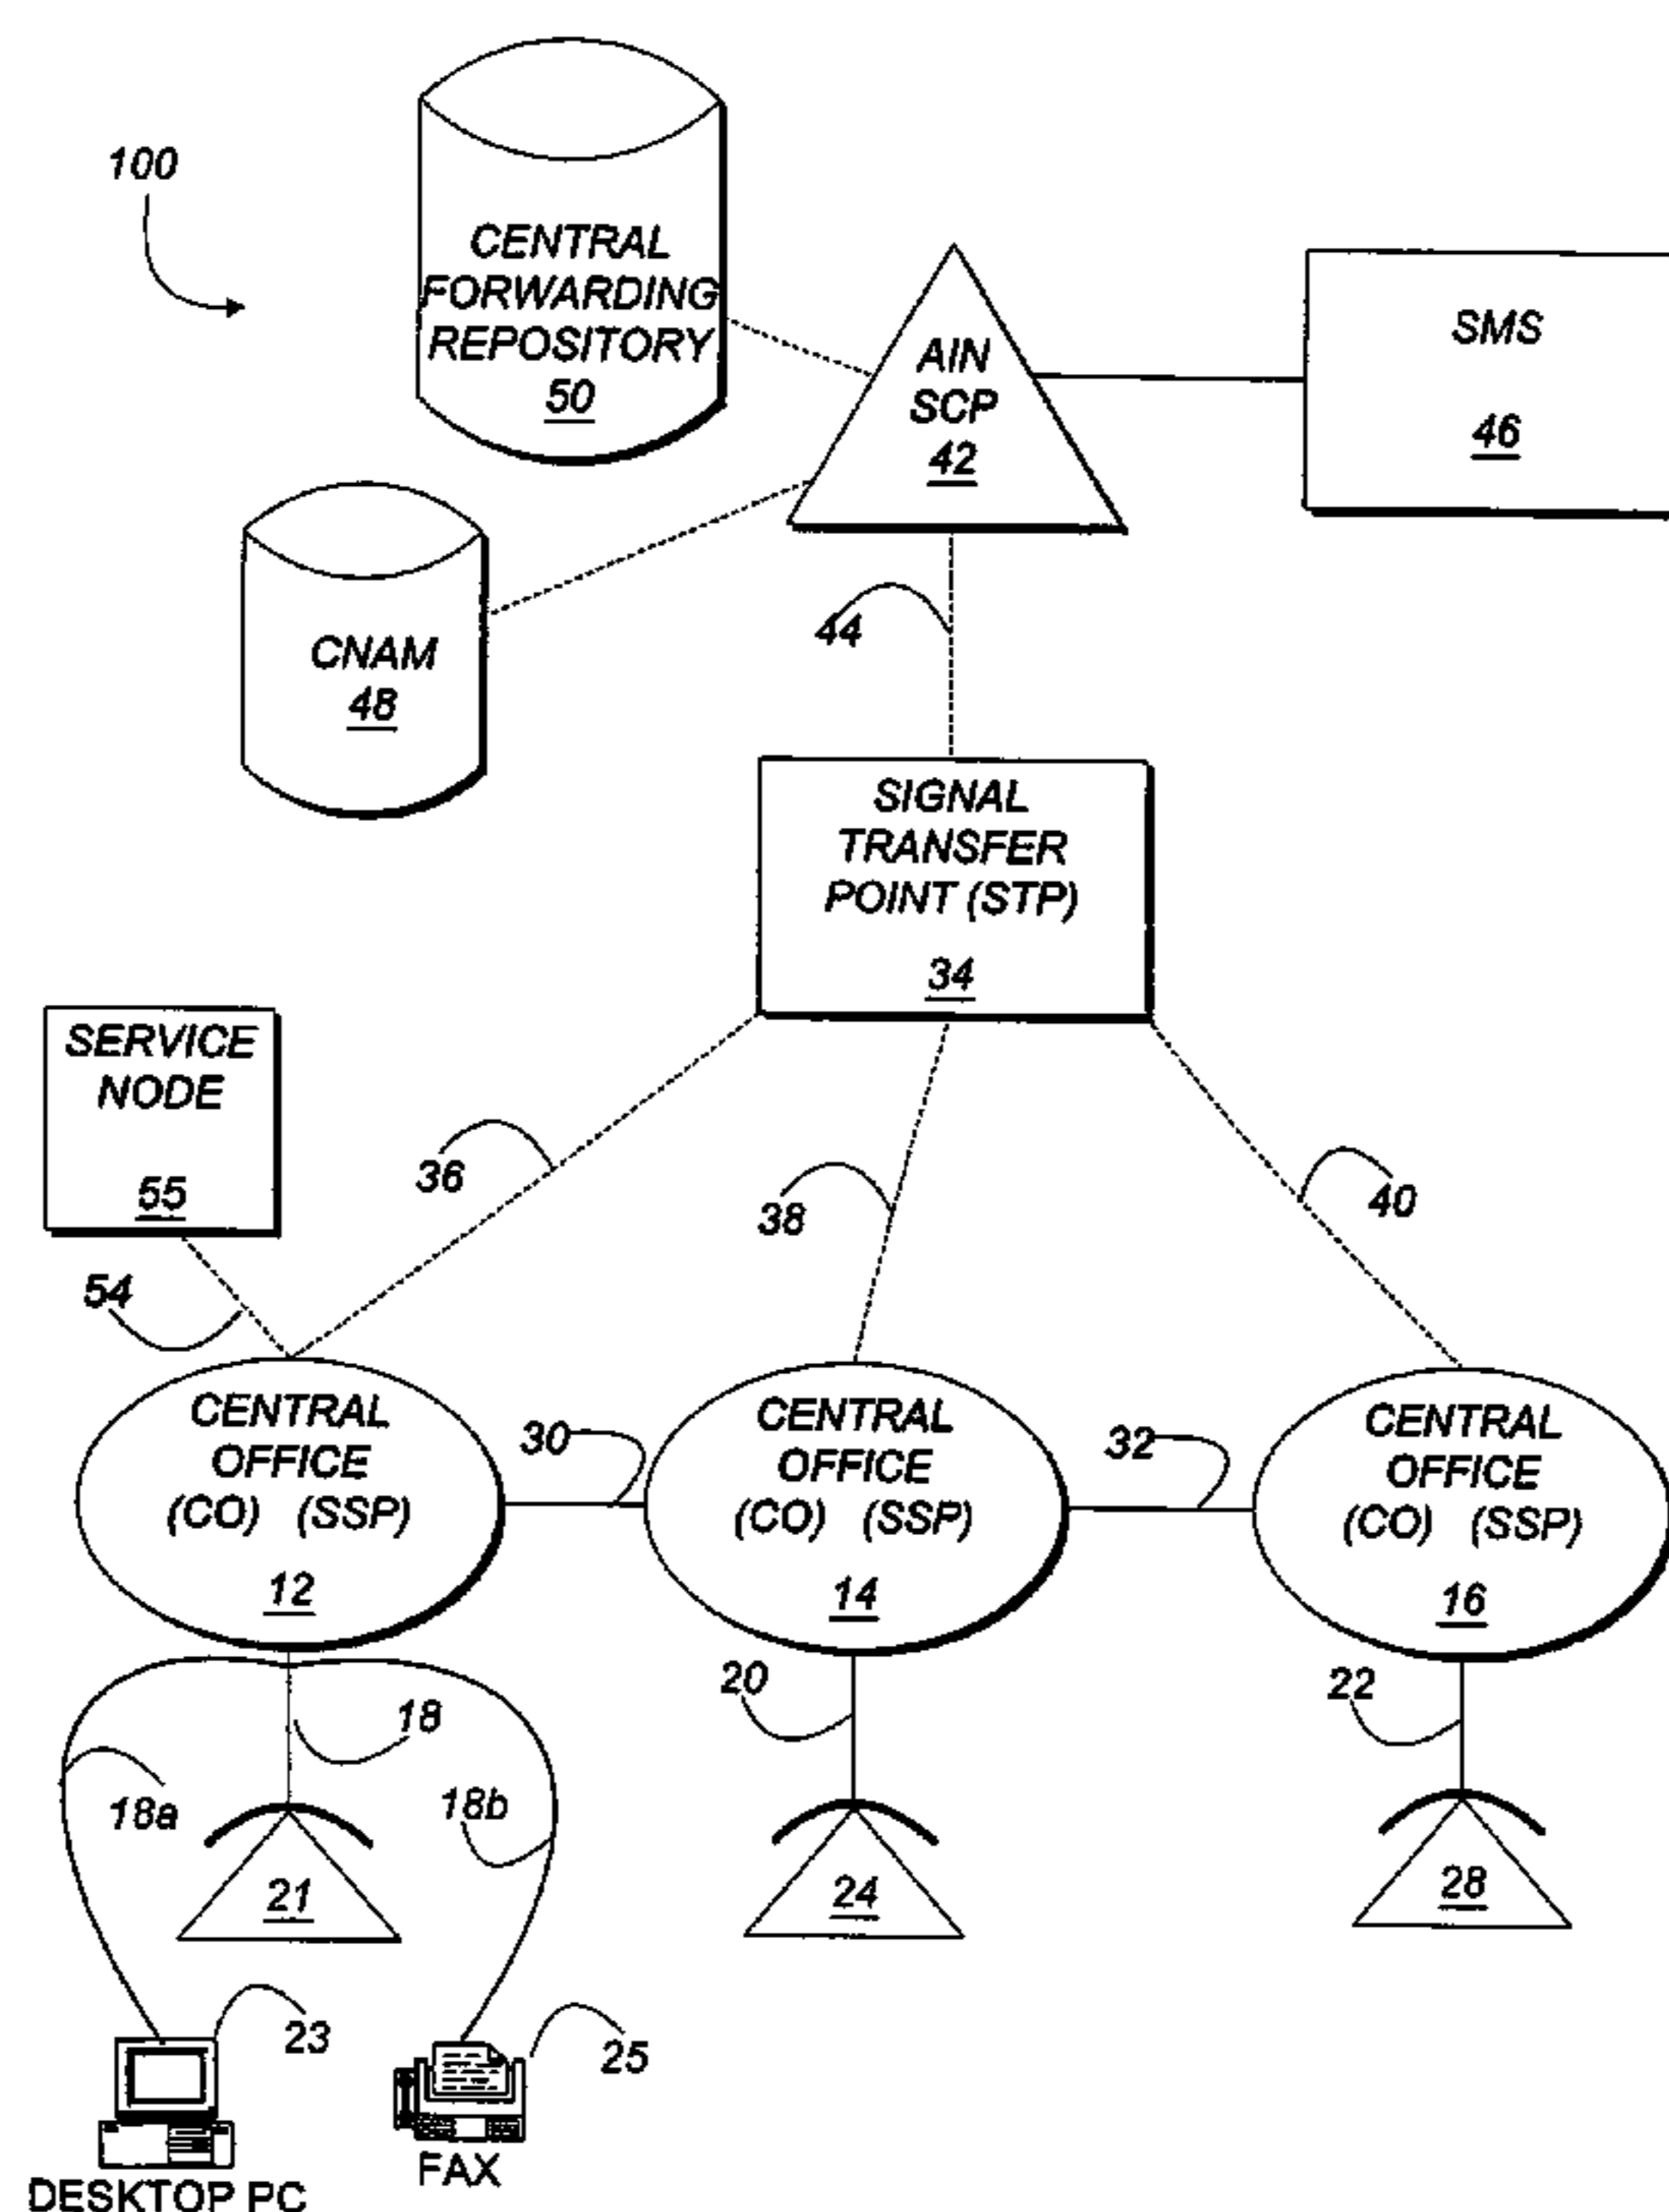 100
CENTRAL
FORWARDING
REPOSITORY
50
AIN
SCP
42
SMS
46
CNAM
48
44
SIGNAL
TRANSFER
POINT (STP)
34
SERVICE
NODE
55
36
38
40
54
CENTRAL
OFFICE
(CO) (SSP)
12
30
CENTRAL
OFFICE
(CO) (SSP)
14
32
CENTRAL
OFFICE
(CO) (SSP)
16
18
20
22
18a
18b
21
24
28
23
25
DESKTOP PC
FAX